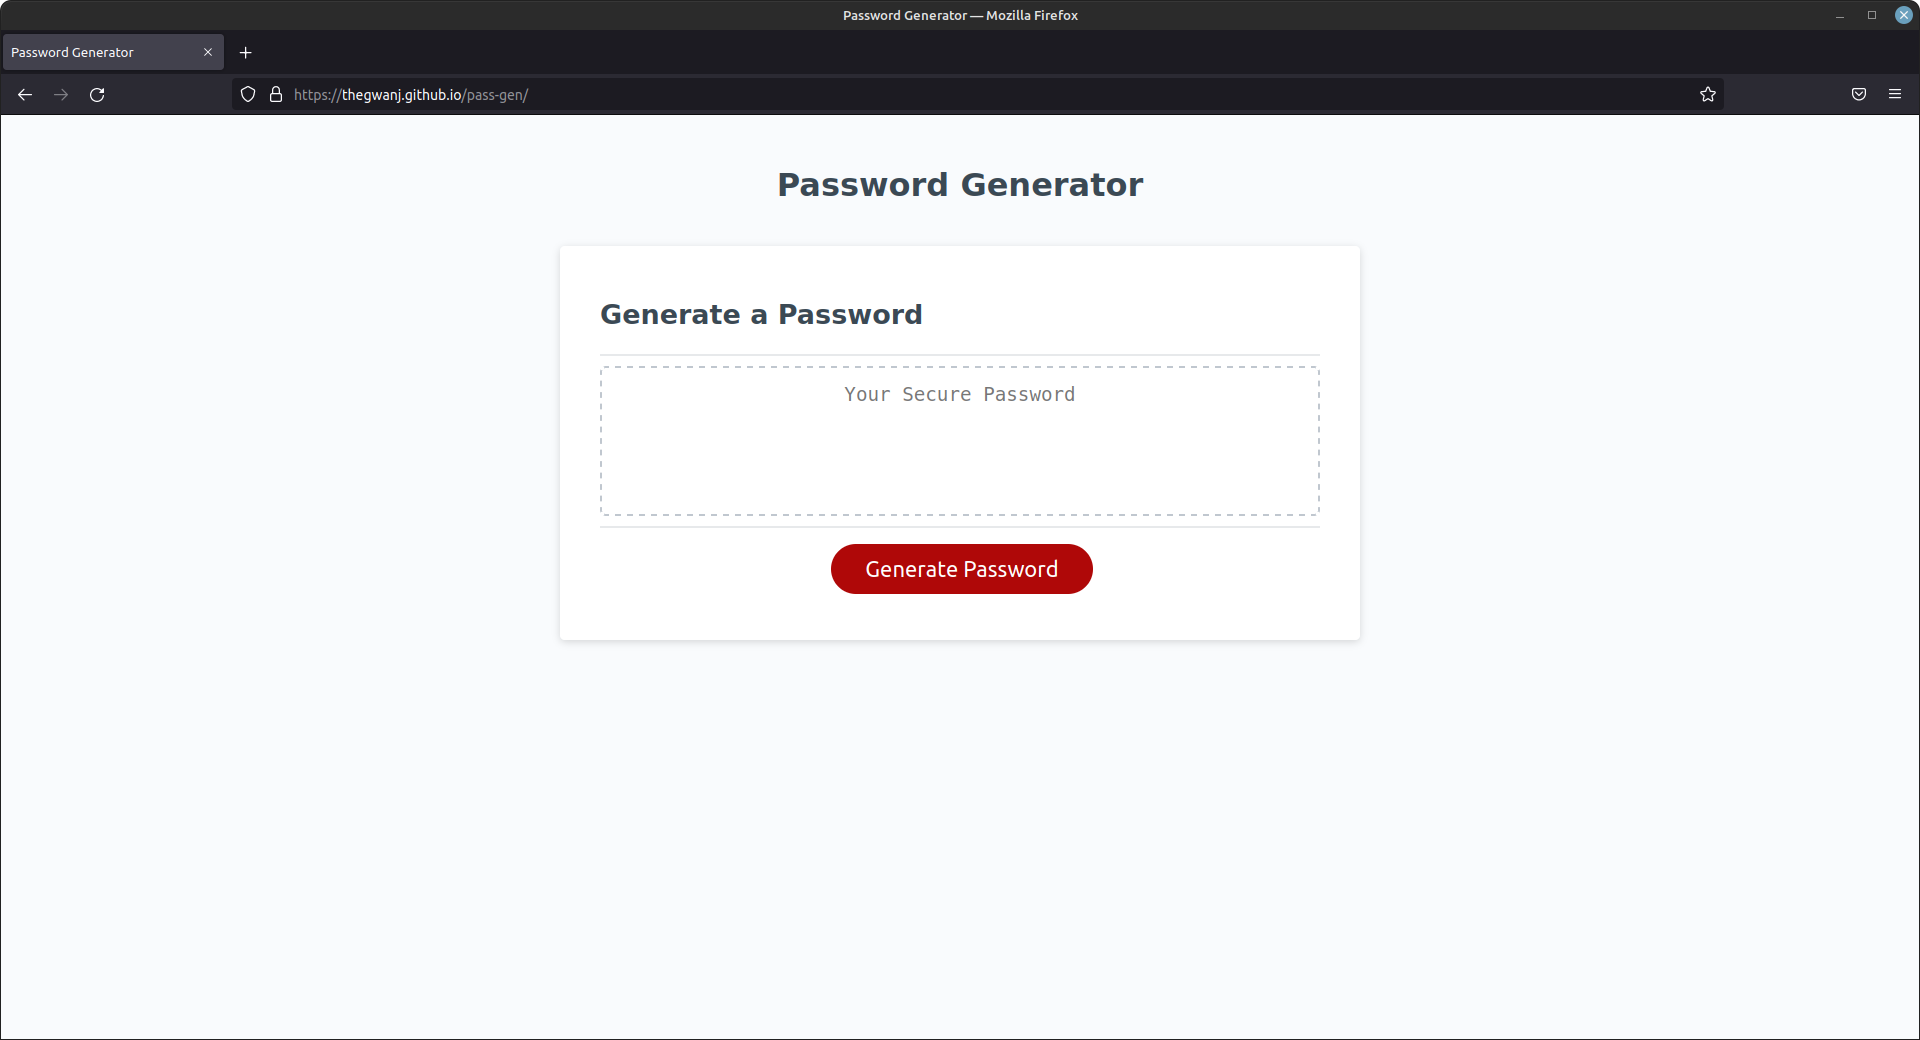 Password Generator — Mozilla Firefox
Password Generator
https://thegwanj.github.io/pass-gen/
Password Generator
Generate a Password
Your Secure Password
Generate Password